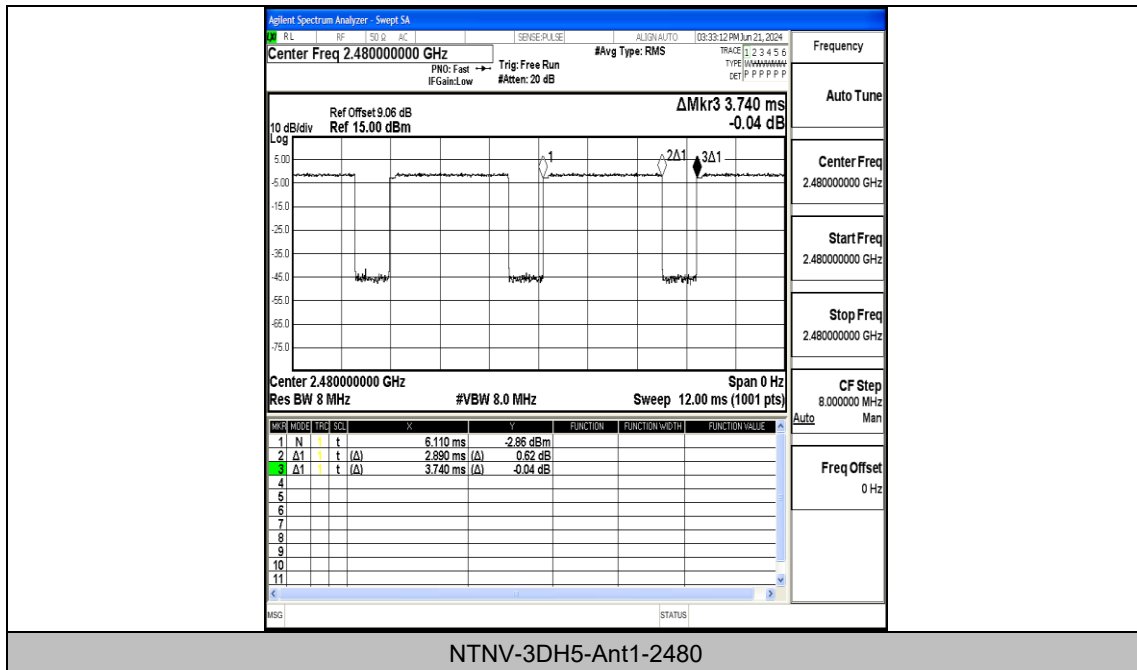 Agilent Spectrum Analyzer - Swept SA
RL RF 50 Ω AC SENSE:PULSE ALIGN AUTO 03:33:12 PM Jun 21, 2024
Center Freq 2.480000000 GHz #Avg Type: RMS TRACE 1 2 3 4 5 6
PNO: Fast Trig: Free Run TYPE
IFGain:Low #Atten: 20 dB DET P P P P P P
Frequency
Auto Tune
ΔMkr3 3.740 ms
-0.04 dB
Ref Offset 9.06 dB
10 dB/div Ref 15.00 dBm
Log
1 2Δ1 3Δ1
5.00
-5.00
-15.0
-25.0
-35.0
-45.0
-55.0
-65.0
-75.0
Center Freq
2.480000000 GHz
Start Freq
2.480000000 GHz
Stop Freq
2.480000000 GHz
Center 2.480000000 GHz Span 0 Hz
Res BW 8 MHz #VBW 8.0 MHz Sweep 12.00 ms (1001 pts)
CF Step
8.000000 MHz
Auto Man
MKR MODE TRC SCL X Y FUNCTION FUNCTION WIDTH FUNCTION VALUE
1 N 1 t 6.110 ms -2.86 dBm
2 Δ1 1 t (Δ) 2.890 ms (Δ) 0.62 dB
3 Δ1 1 t (Δ) 3.740 ms (Δ) -0.04 dB
4
5
6
7
8
9
10
11
Freq Offset
0 Hz
MSG STATUS
NTNV-3DH5-Ant1-2480